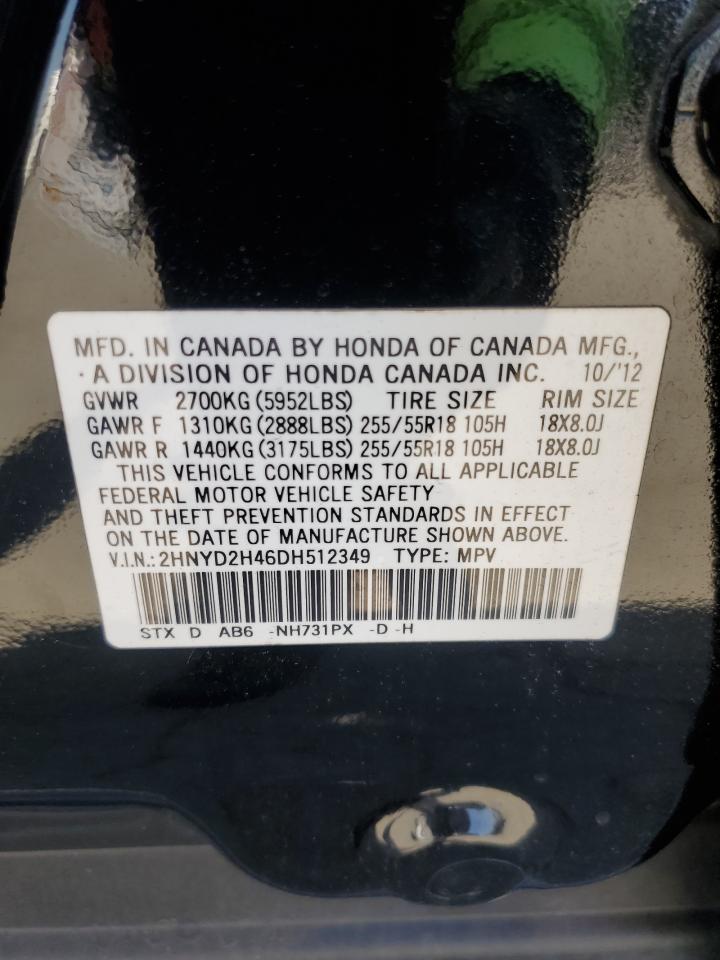 MFD. IN CANADA BY HONDA OF CANADA MFG.,
· A DIVISION OF HONDA CANADA INC. 10/'12
GVWR 2700KG (5952LBS) TIRE SIZE RIM SIZE
GAWR F 1310KG (2888LBS) 255/55R18 105H 18X8.0J
GAWR R 1440KG (3175LBS) 255/55R18 105H 18X8.0J
THIS VEHICLE CONFORMS TO ALL APPLICABLE
FEDERAL MOTOR VEHICLE SAFETY
AND THEFT PREVENTION STANDARDS IN EFFECT
ON THE DATE OF MANUFACTURE SHOWN ABOVE.
V.I.N.: 2HNYD2H46DH512349 TYPE: MPV
STX D AB6 -NH731PX -D -H